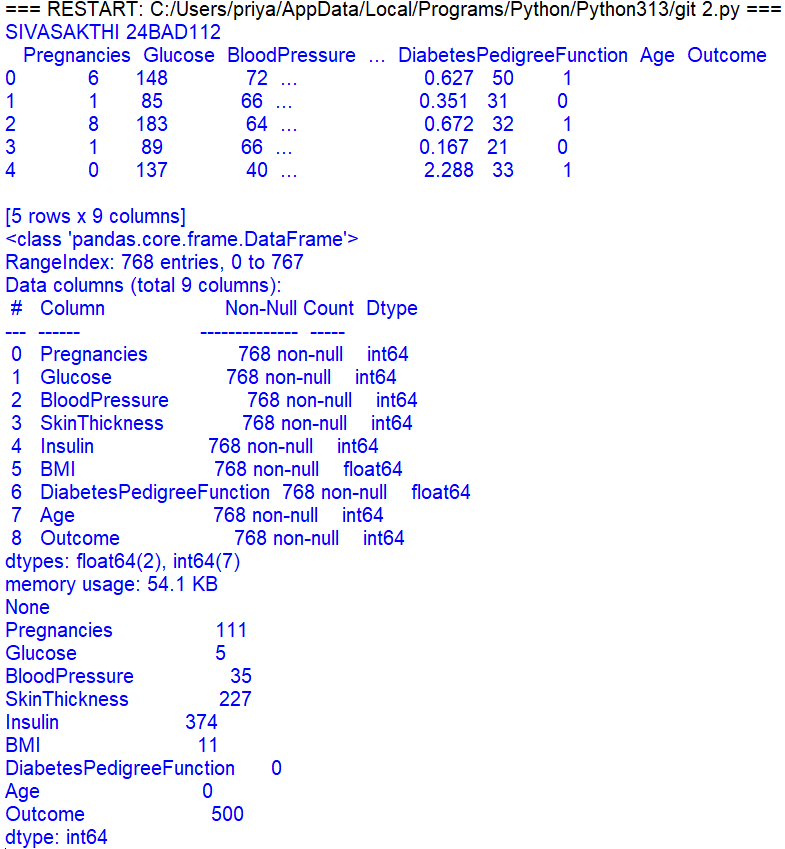 === RESTART: C:/Users/priya/AppData/Local/Programs/Python/Python313/git 2.py ===
SIVASAKTHI 24BAD112
Pregnancies Glucose BloodPressure ... DiabetesPedigreeFunction Age Outcome
0 6 148 72 ... 0.627 50 1
1 1 85 66 ... 0.351 31 0
2 8 183 64 ... 0.672 32 1
3 1 89 66 ... 0.167 21 0
4 0 137 40 ... 2.288 33 1
[5 rows x 9 columns]
<class 'pandas.core.frame.DataFrame'>
RangeIndex: 768 entries, 0 to 767
Data columns (total 9 columns):
# Column Non-Null Count Dtype
--- ------ -------------- -----
0 Pregnancies 768 non-null int64
1 Glucose 768 non-null int64
2 BloodPressure 768 non-null int64
3 SkinThickness 768 non-null int64
4 Insulin 768 non-null int64
5 BMI 768 non-null float64
6 DiabetesPedigreeFunction 768 non-null float64
7 Age 768 non-null int64
8 Outcome 768 non-null int64
dtypes: float64(2), int64(7)
memory usage: 54.1 KB
None
Pregnancies 111
Glucose 5
BloodPressure 35
SkinThickness 227
Insulin 374
BMI 11
DiabetesPedigreeFunction 0
Age 0
Outcome 500
dtype: int64